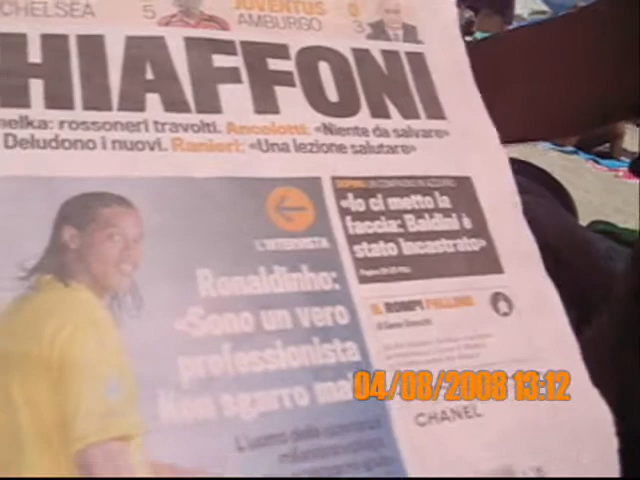 CHELSEA 5 JUVENTUS 0
AMBURGO 3
HIAFFONI
nelka: rossoneri travolti. Ancelotti: «Niente da salvare»
Deludono i nuovi. Ranieri: «Una lezione salutare»
«Io ci metto la
faccia: Baldini è
stato incastrato»
L'INTERVISTA
Ronaldinho:
«Sono un vero
professionista
Non sgarro mai
IL ROMPI PALLONE
04/08/2008 13:12
CHANEL